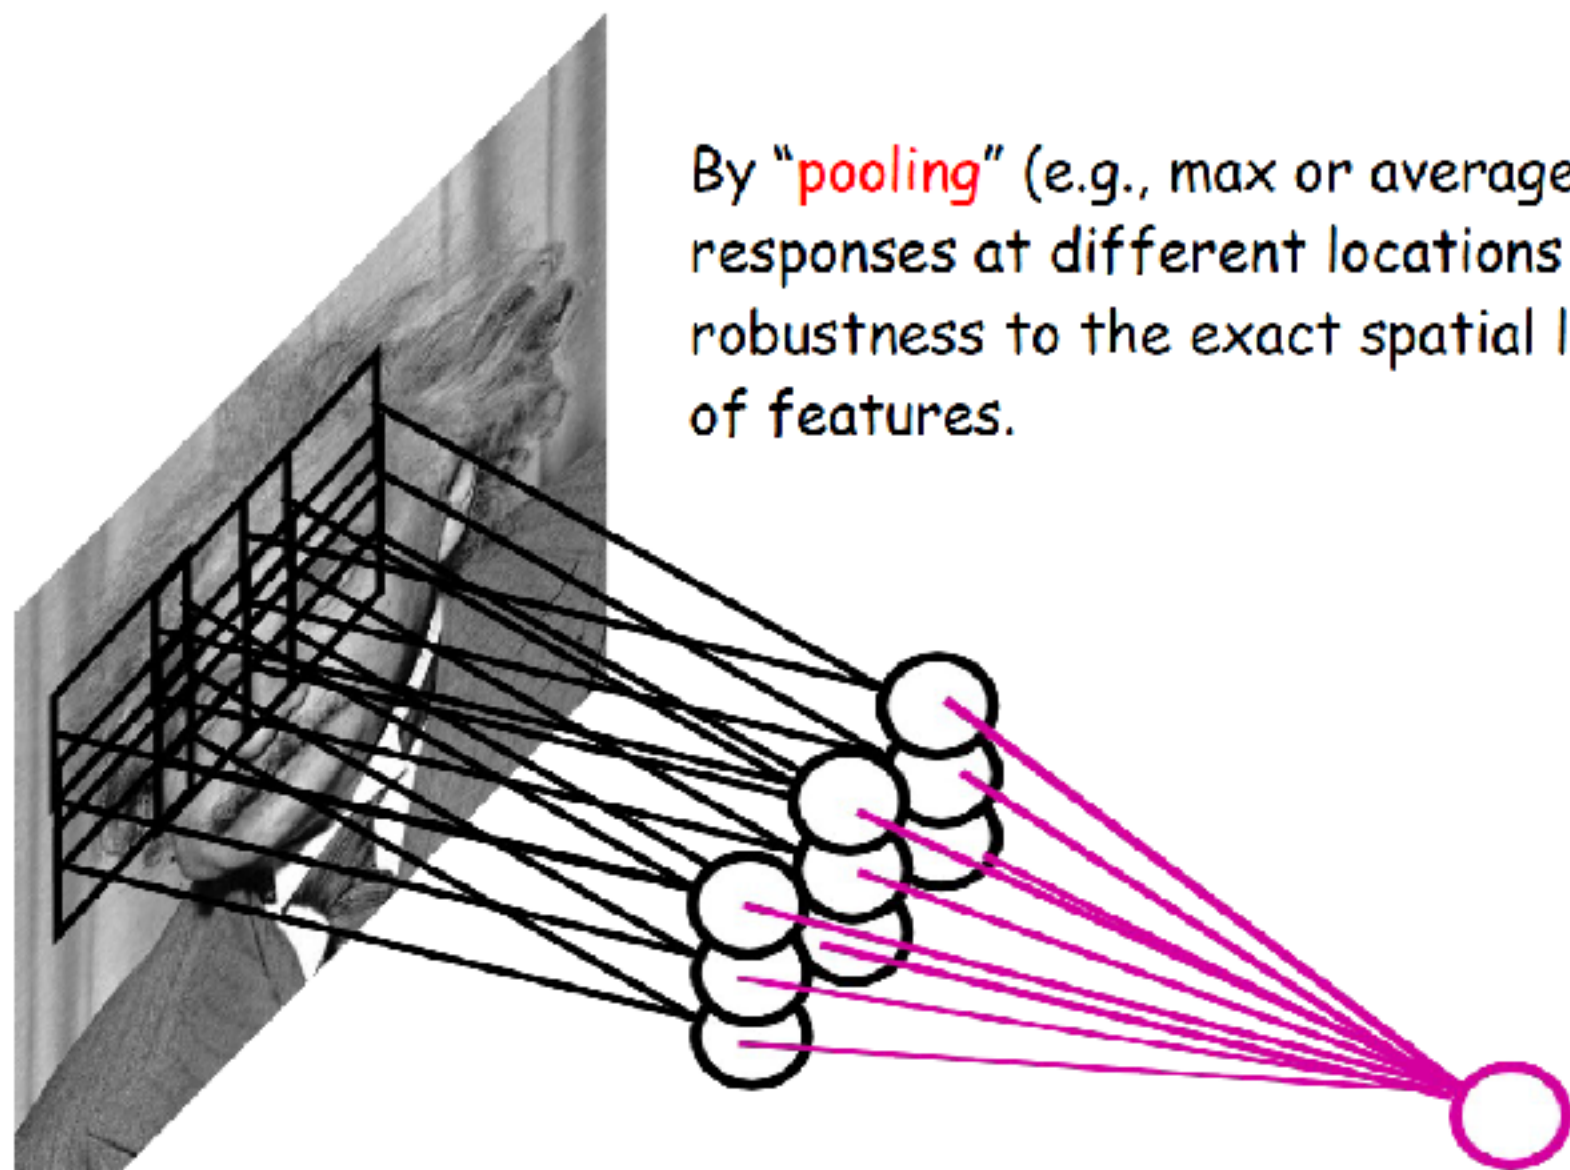 By “pooling” (e.g., max or average
responses at different locations
robustness to the exact spatial l
of features.